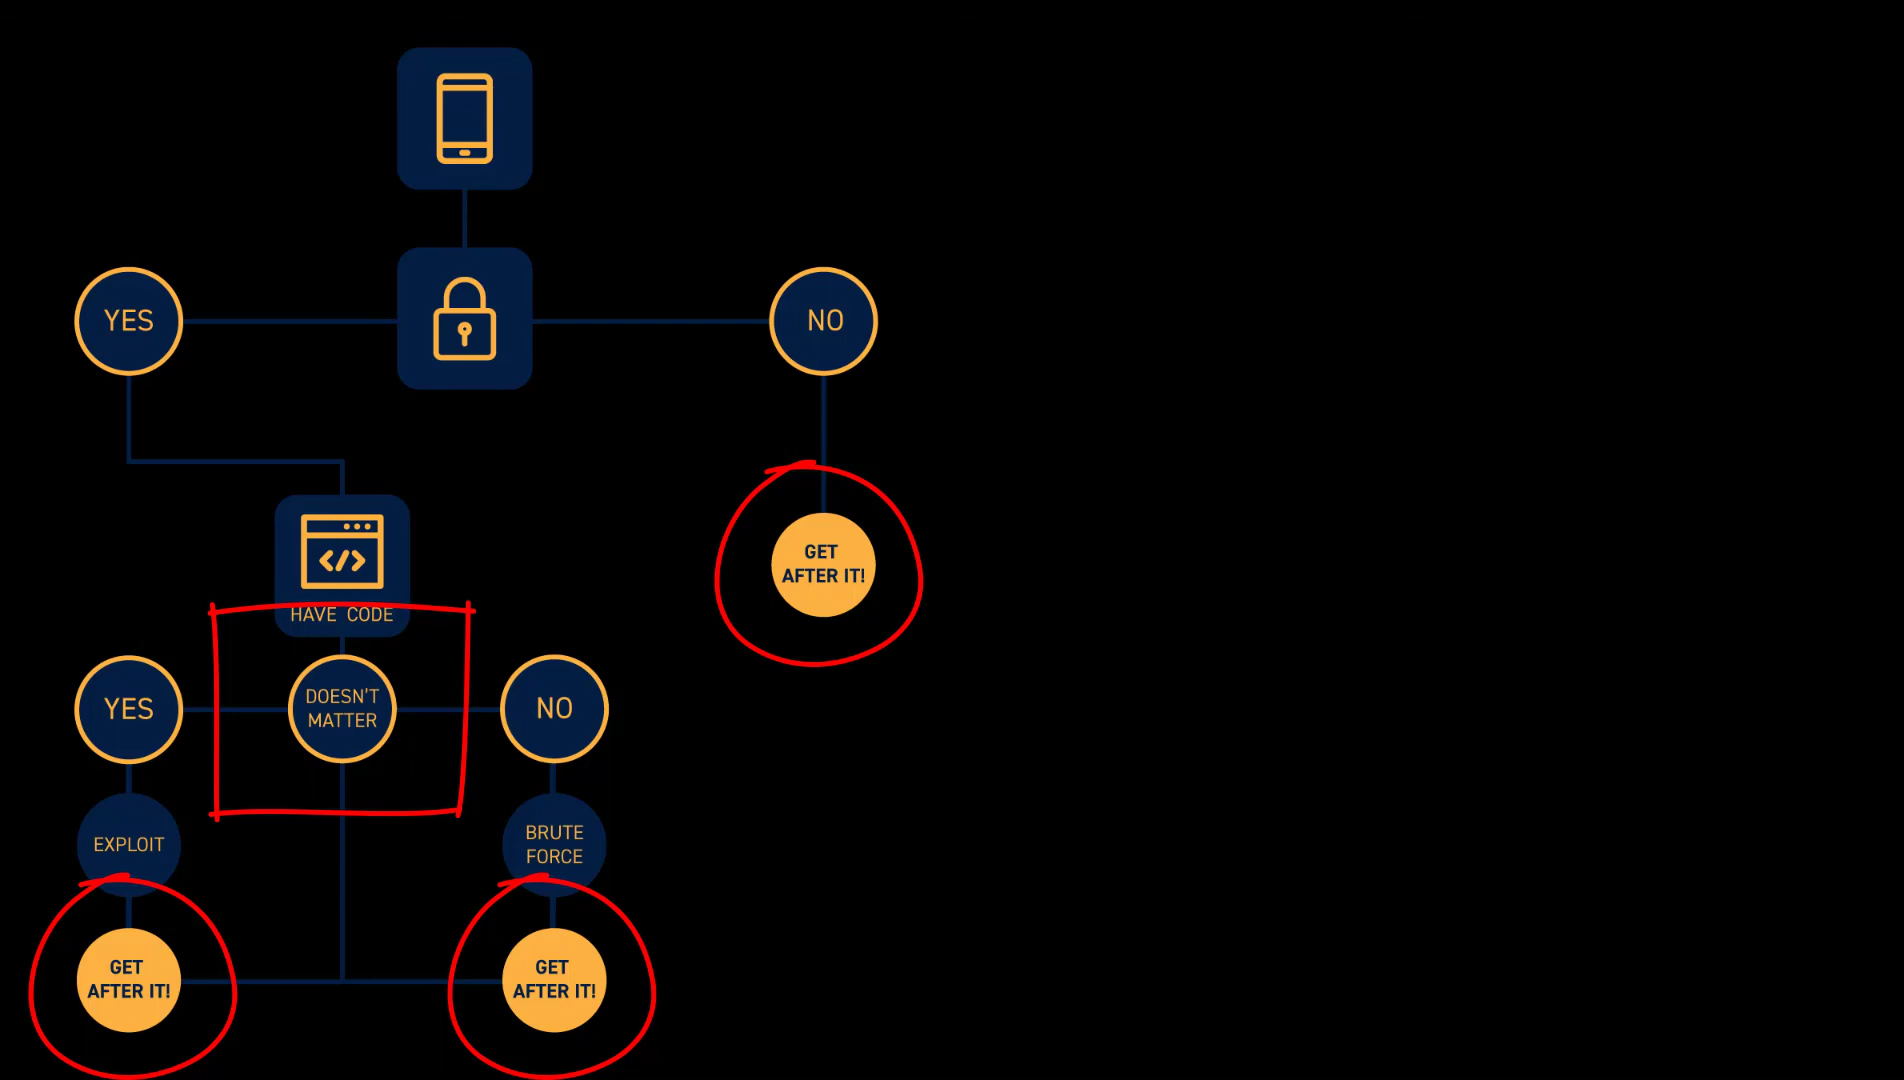 YES
NO
GET
AFTER IT!
HAVE CODE
YES
DOESN'T
MATTER
NO
EXPLOIT
BRUTE
FORCE
GET
AFTER IT!
GET
AFTER IT!